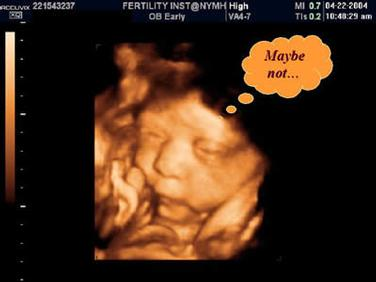 ACCUVIX 221543237 FERTILITY INST@NYMH High MI 0.7 04-22-2004
OB Early VA4-7 TIs 0.2 10:48:29 am
Maybe
not...